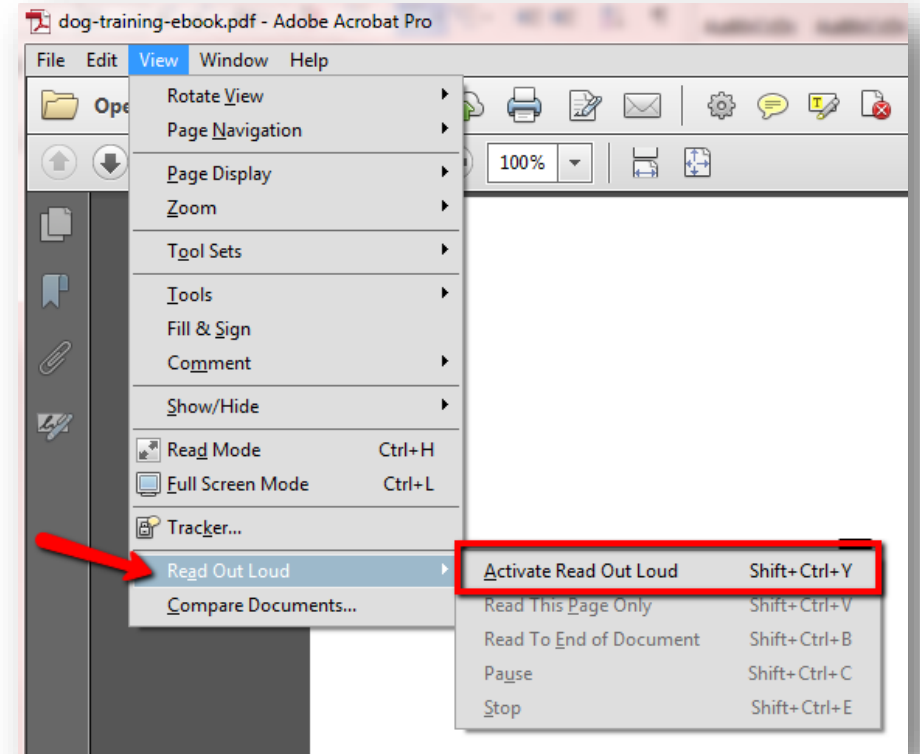 dog-training-ebook.pdf - Adobe Acrobat Pro
File Edit View Window Help
Rotate View
Page Navigation
100%
Page Display
Zoom
Tool Sets
Tools
Fill & Sign
Comment
Show/Hide
Read Mode Ctrl+H
Full Screen Mode Ctrl+L
Tracker...
Read Out Loud
Compare Documents...
Activate Read Out Loud Shift+Ctrl+Y
Read This Page Only Shift+Ctrl+V
Read To End of Document Shift+Ctrl+B
Pause Shift+Ctrl+C
Stop Shift+Ctrl+E